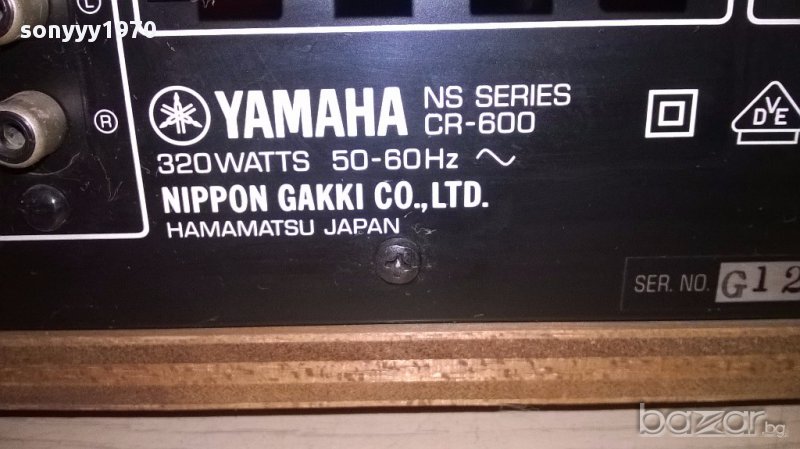 sonyyy1970
L
R
YAMAHA NS SERIES
CR-600
320WATTS 50-60Hz ~
NIPPON GAKKI CO.,LTD.
HAMAMATSU JAPAN
DVE
SER. NO. G12
bazar.bg